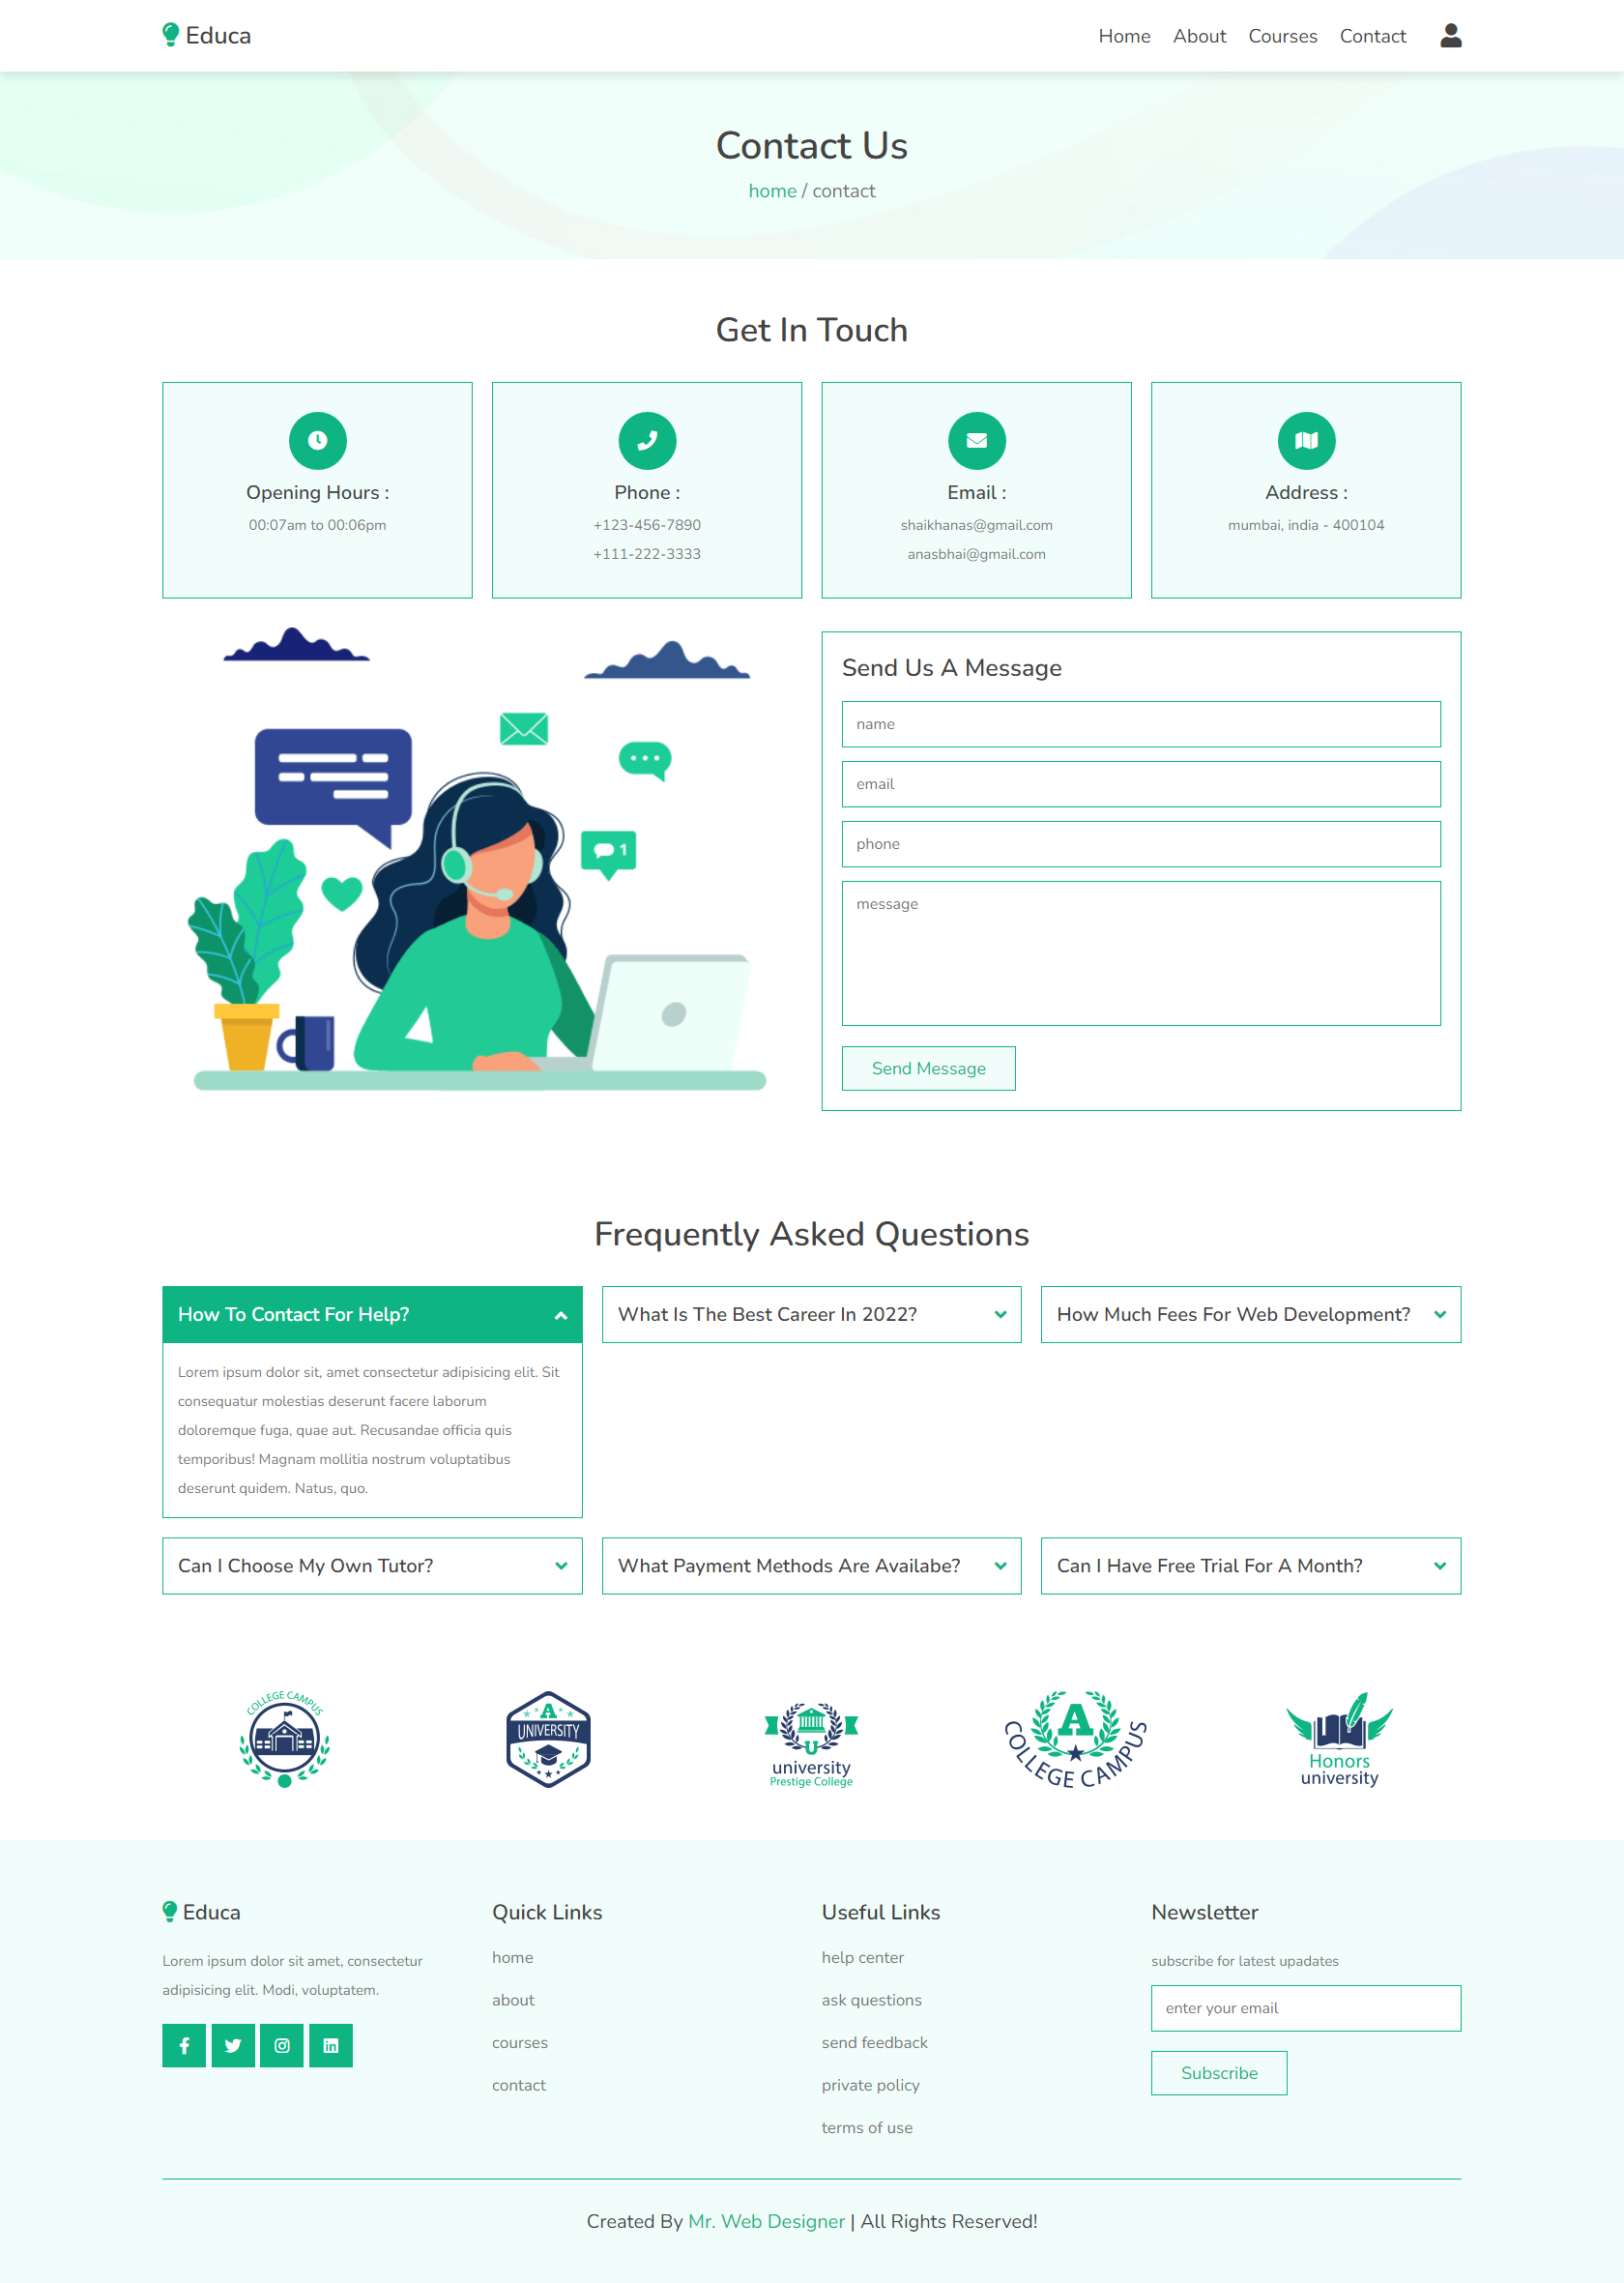 Educa
Home About Courses Contact
Contact Us
home / contact
Get In Touch
Opening Hours :
00:07am to 00:06pm
Phone :
+123-456-7890
+111-222-3333
Email :
shaikhanas@gmail.com
anasbhai@gmail.com
Address :
mumbai, india - 400104
1
Send Us A Message
name
email
phone
message
Send Message
Frequently Asked Questions
How To Contact For Help?
Lorem ipsum dolor sit, amet consectetur adipisicing elit. Sit
consequatur molestias deserunt facere laborum
doloremque fuga, quae aut. Recusandae officia quis
temporibus! Magnam mollitia nostrum voluptatibus
deserunt quidem. Natus, quo.
What Is The Best Career In 2022?
How Much Fees For Web Development?
Can I Choose My Own Tutor?
What Payment Methods Are Availabe?
Can I Have Free Trial For A Month?
COLLEGE CAMPUS
A
UNIVERSITY
U
university
Prestige College
A
COLLEGE CAMPUS
Honors
university
Educa
Lorem ipsum dolor sit amet, consectetur
adipisicing elit. Modi, voluptatem.
Quick Links
home
about
courses
contact
Useful Links
help center
ask questions
send feedback
private policy
terms of use
Newsletter
subscribe for latest upadates
enter your email
Subscribe
Created By Mr. Web Designer | All Rights Reserved!